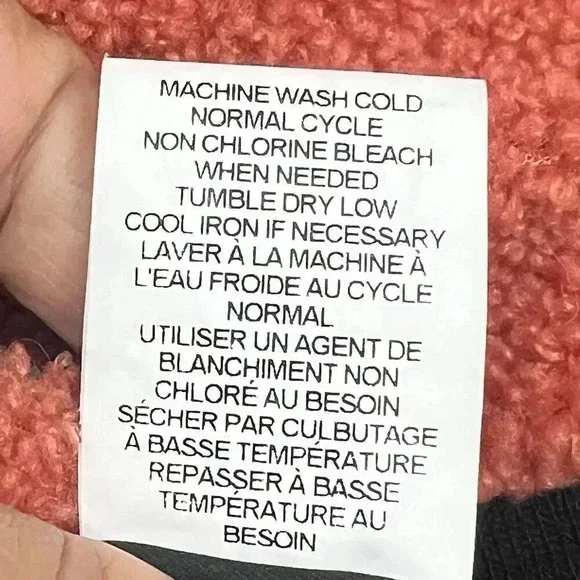 MACHINE WASH COLD
NORMAL CYCLE
NON CHLORINE BLEACH
WHEN NEEDED
TUMBLE DRY LOW
COOL IRON IF NECESSARY
LAVER À LA MACHINE À
L'EAU FROIDE AU CYCLE
NORMAL
UTILISER UN AGENT DE
BLANCHIMENT NON
CHLORÉ AU BESOIN
SÉCHER PAR CULBUTAGE
À BASSE TEMPÉRATURE
REPASSER À BASSE
TEMPÉRATURE AU
BESOIN